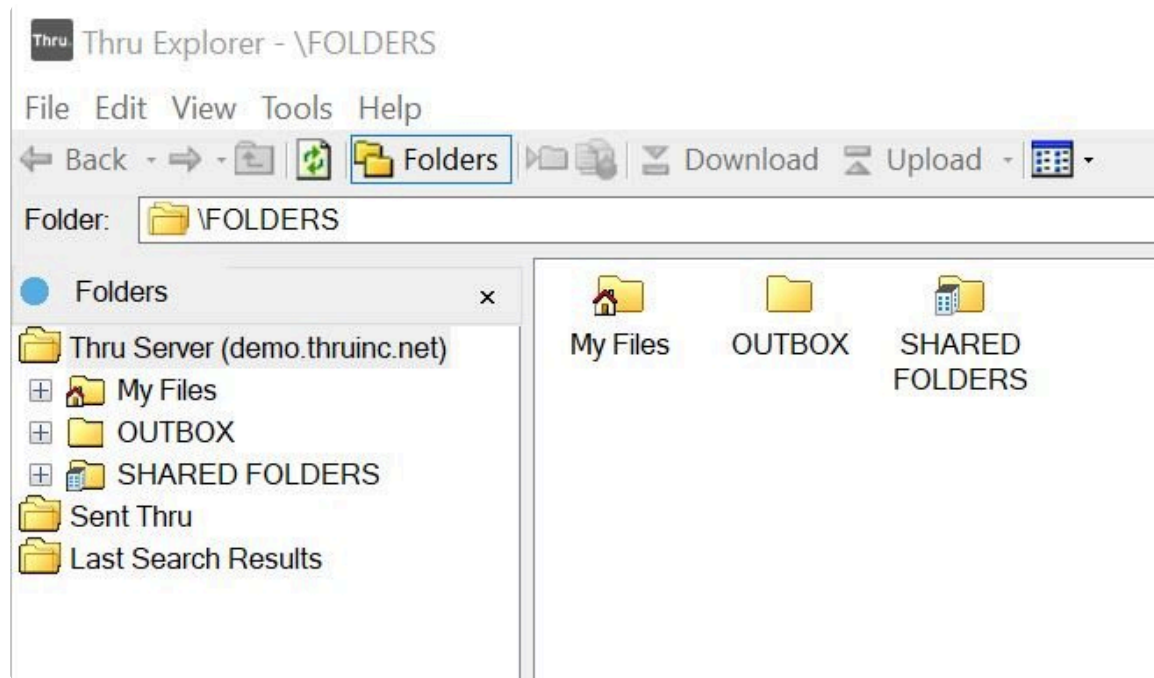 Thru. Thru Explorer - \FOLDERS
File Edit View Tools Help
Back Folders Download Upload
Folder: \FOLDERS
Folders x
Thru Server (demo.thruinc.net)
My Files
OUTBOX
SHARED FOLDERS
Sent Thru
Last Search Results
My Files OUTBOX SHARED
FOLDERS